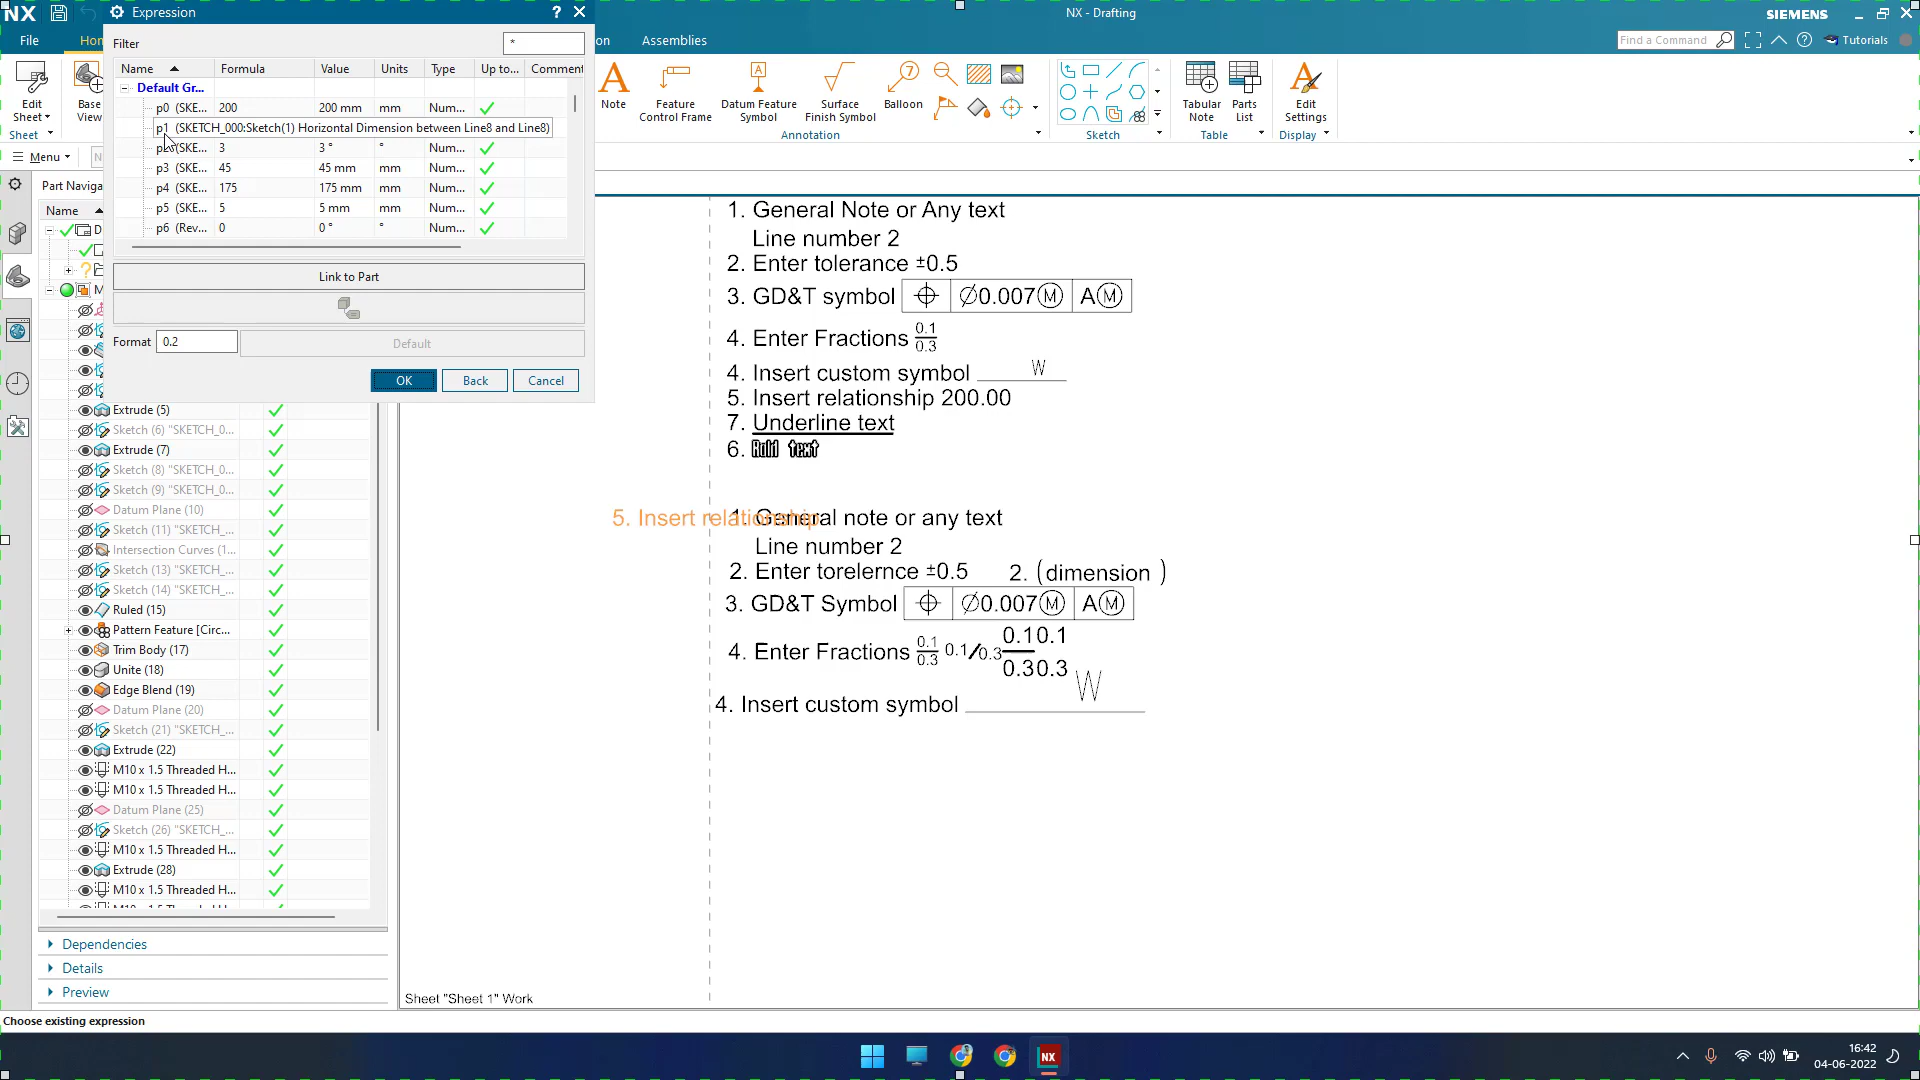 NX
Expression
? ×
NX - Drafting
SIEMENS
File
Filter
*
Assemblies
Find a Command
Tutorials
Name Formula Value Units Type Up to... Comment
Default Gr...
p0 (SKE... 200 200 mm mm Num...
p1 (SKETCH_000:Sketch(1) Horizontal Dimension between Line8 and Line8)
(SKE... 3 3 ° ° Num...
p3 (SKE... 45 45 mm mm Num...
p4 (SKE... 175 175 mm mm Num...
p5 (SKE... 5 5 mm mm Num...
p6 (Rev... 0 0 ° ° Num...
Link to Part
Format 0.2 Default
OK Back Cancel
Edit
Sheet
Base
View
Sheet
Menu
Note
Feature
Control Frame
Datum Feature
Symbol
Surface
Finish Symbol
Balloon
Annotation
Sketch
Tabular
Note
Parts
List
Table
Edit
Settings
Display
Part Naviga
Name
Extrude (5)
Sketch (6) "SKETCH_0...
Extrude (7)
Sketch (8) "SKETCH_0...
Sketch (9) "SKETCH_0...
Datum Plane (10)
Sketch (11) "SKETCH_...
Intersection Curves (1...
Sketch (13) "SKETCH_...
Sketch (14) "SKETCH_...
Ruled (15)
Pattern Feature [Circ...
Trim Body (17)
Unite (18)
Edge Blend (19)
Datum Plane (20)
Sketch (21) "SKETCH_...
Extrude (22)
M10 x 1.5 Threaded H...
M10 x 1.5 Threaded H...
Datum Plane (25)
Sketch (26) "SKETCH_...
M10 x 1.5 Threaded H...
Extrude (28)
M10 x 1.5 Threaded H...
Dependencies
Details
Preview
1. General Note or Any text
Line number 2
2. Enter tolerance ±0.5
3. GD&T symbol ⌖ ∅0.007Ⓜ AⓂ
4. Enter Fractions 0.1/0.3
4. Insert custom symbol W
5. Insert relationship 200.00
7. Underline text
6. Bold text
5. Insert relationship
1. General note or any text
Line number 2
2. Enter torelernce ±0.5 2. (dimension )
3. GD&T Symbol ⌖ ∅0.007Ⓜ AⓂ
4. Enter Fractions 0.1/0.3 0.1/0.3 0.10.1
0.30.3
4. Insert custom symbol W
Sheet "Sheet 1" Work
Choose existing expression
NX
16:42
04-06-2022